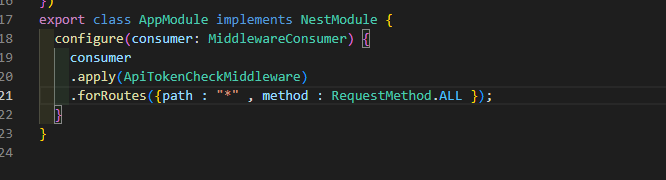 16 })
17 export class AppModule implements NestModule {
18 configure(consumer: MiddlewareConsumer) {
19 consumer
20 .apply(ApiTokenCheckMiddleware)
21 .forRoutes({path : "*" , method : RequestMethod.ALL });
22 }
23 }
24